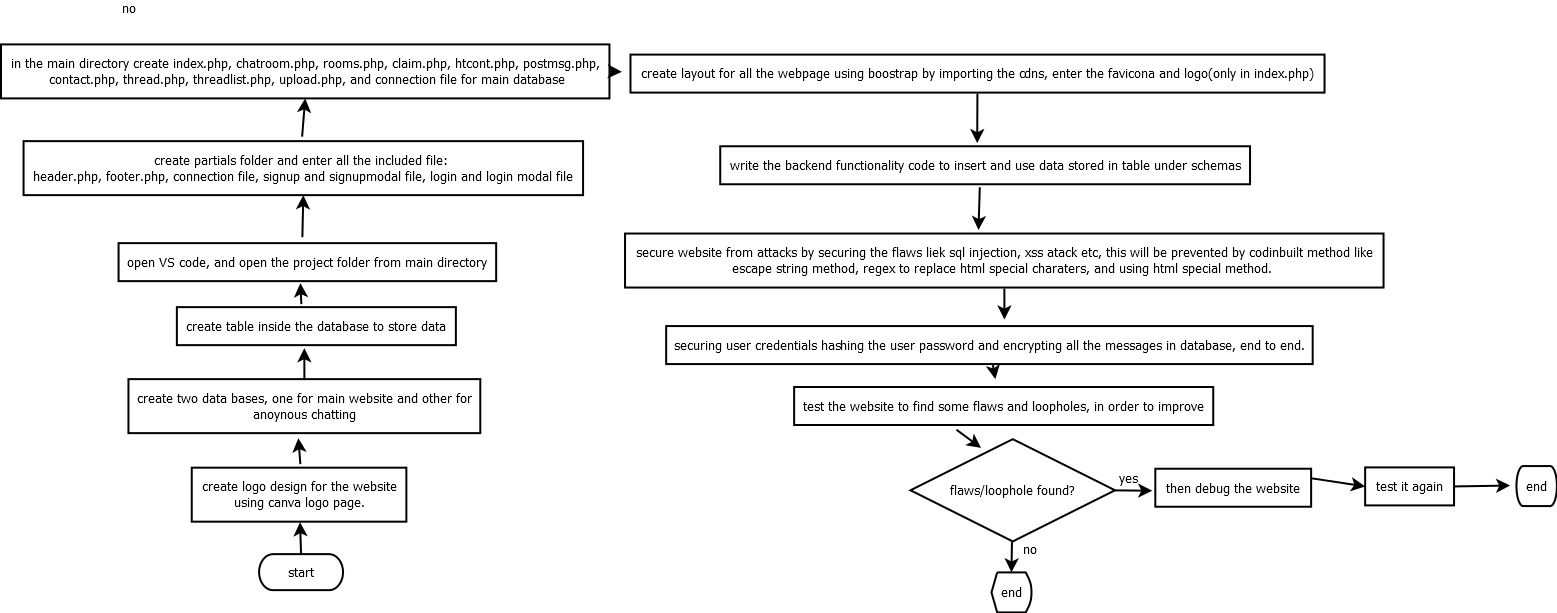 no
in the main directory create index.php, chatroom.php, rooms.php, claim.php, htcont.php, postmsg.php,
contact.php, thread.php, threadlist.php, upload.php, and connection file for main database
create partials folder and enter all the included file:
header.php, footer.php, connection file, signup and signupmodal file, login and login modal file
open VS code, and open the project folder from main directory
create table inside the database to store data
create two data bases, one for main website and other for
anoynous chatting
create logo design for the website
using canva logo page.
start
create layout for all the webpage using boostrap by importing the cdns, enter the favicona and logo(only in index.php)
write the backend functionality code to insert and use data stored in table under schemas
secure website from attacks by securing the flaws liek sql injection, xss atack etc, this will be prevented by codinbuilt method like
escape string method, regex to replace html special charaters, and using html special method.
securing user credentials hashing the user password and encrypting all the messages in database, end to end.
test the website to find some flaws and loopholes, in order to improve
flaws/loophole found?
yes
then debug the website
test it again
end
no
end